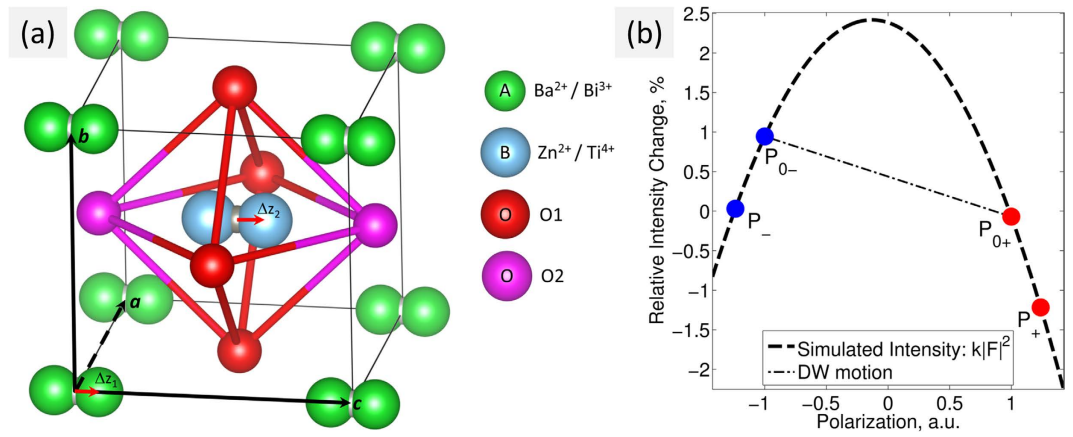 (a)
b
a
c
Δz₁
Δz₂
A Ba²⁺ / Bi³⁺
B Zn²⁺ / Ti⁴⁺
O O1
O O2
(b)
Relative Intensity Change, %
2.5
2
1.5
1
0.5
0
-0.5
-1
-1.5
-2
P₀₋
P₋
P₀₊
P₊
Simulated Intensity: k|F|²
DW motion
-1 -0.5 0 0.5 1
Polarization, a.u.